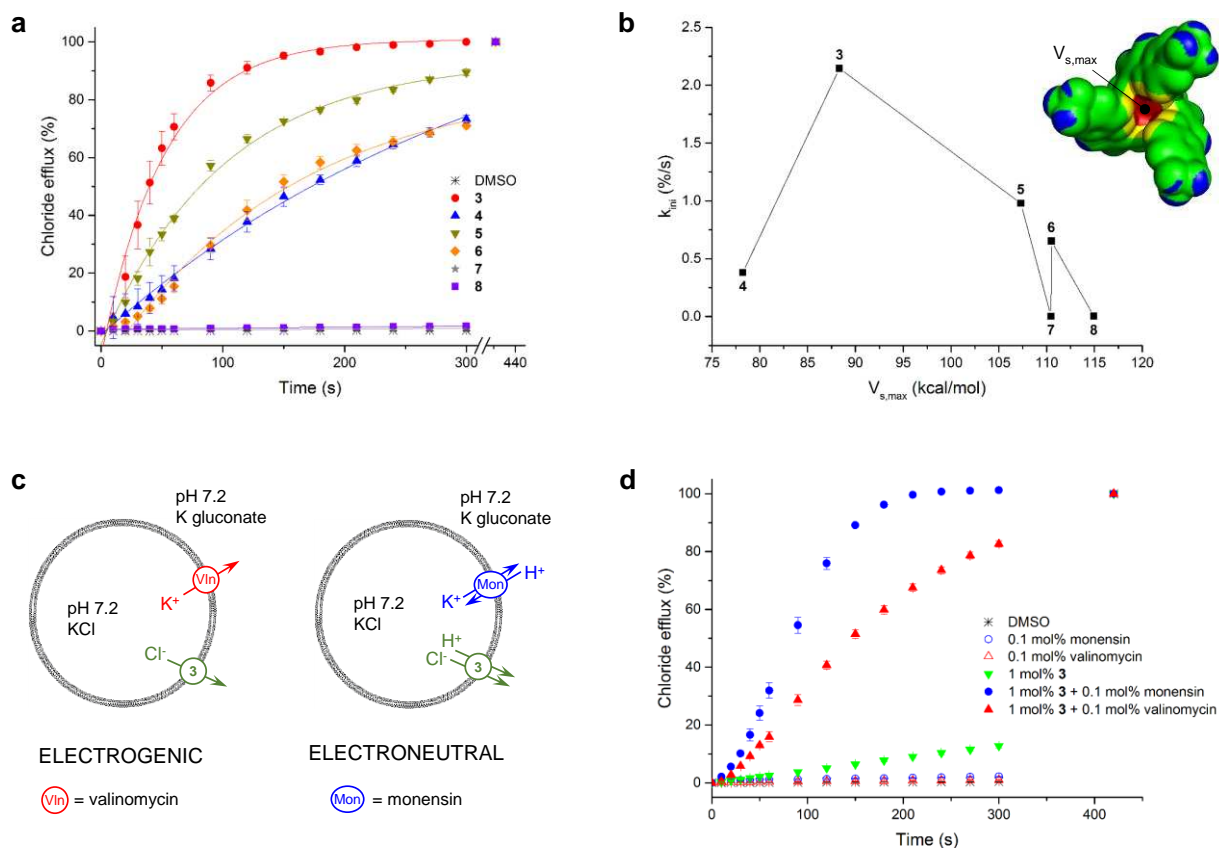 a
Chloride efflux (%)
100
80
60
40
20
0
0
100
200
300
440
Time (s)
DMSO
3
4
5
6
7
8
b
k_ini (%/s)
2.5
2.0
1.5
1.0
0.5
0.0
75
80
85
90
95
100
105
110
115
120
V_s,max (kcal/mol)
3
4
5
6
7
8
V_s,max
c
pH 7.2
K gluconate
Vln
K⁺
pH 7.2
KCl
Cl⁻
3
ELECTROGENIC
Vln = valinomycin
pH 7.2
K gluconate
H⁺
Mon
K⁺
pH 7.2
KCl
H⁺
Cl⁻
3
ELECTRONEUTRAL
Mon = monensin
d
Chloride efflux (%)
100
80
60
40
20
0
0
100
200
300
400
Time (s)
DMSO
0.1 mol% monensin
0.1 mol% valinomycin
1 mol% 3
1 mol% 3 + 0.1 mol% monensin
1 mol% 3 + 0.1 mol% valinomycin